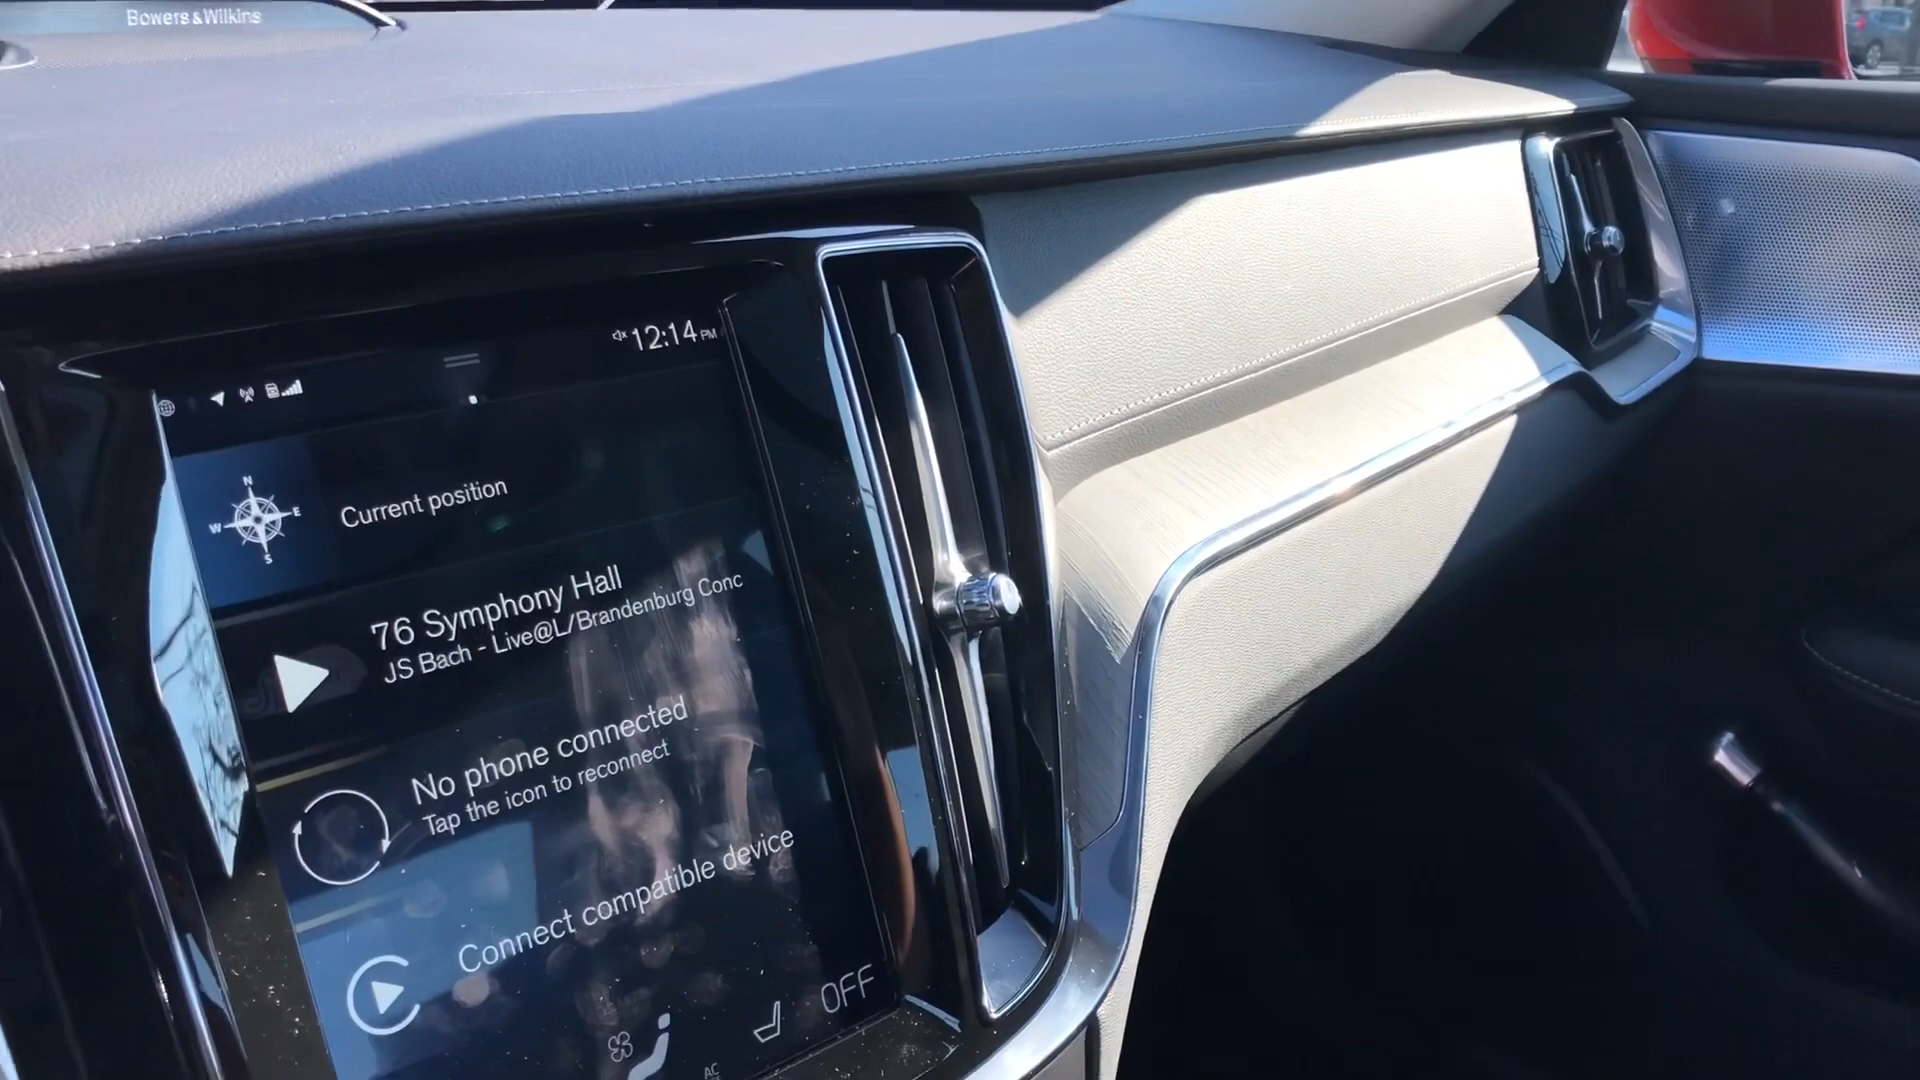 Bowers & Wilkins
12:14 PM
N
W E
S
Current position
76 Symphony Hall
JS Bach - Live@L/Brandenburg Conc
No phone connected
Tap the icon to reconnect
Connect compatible device
OFF
AC